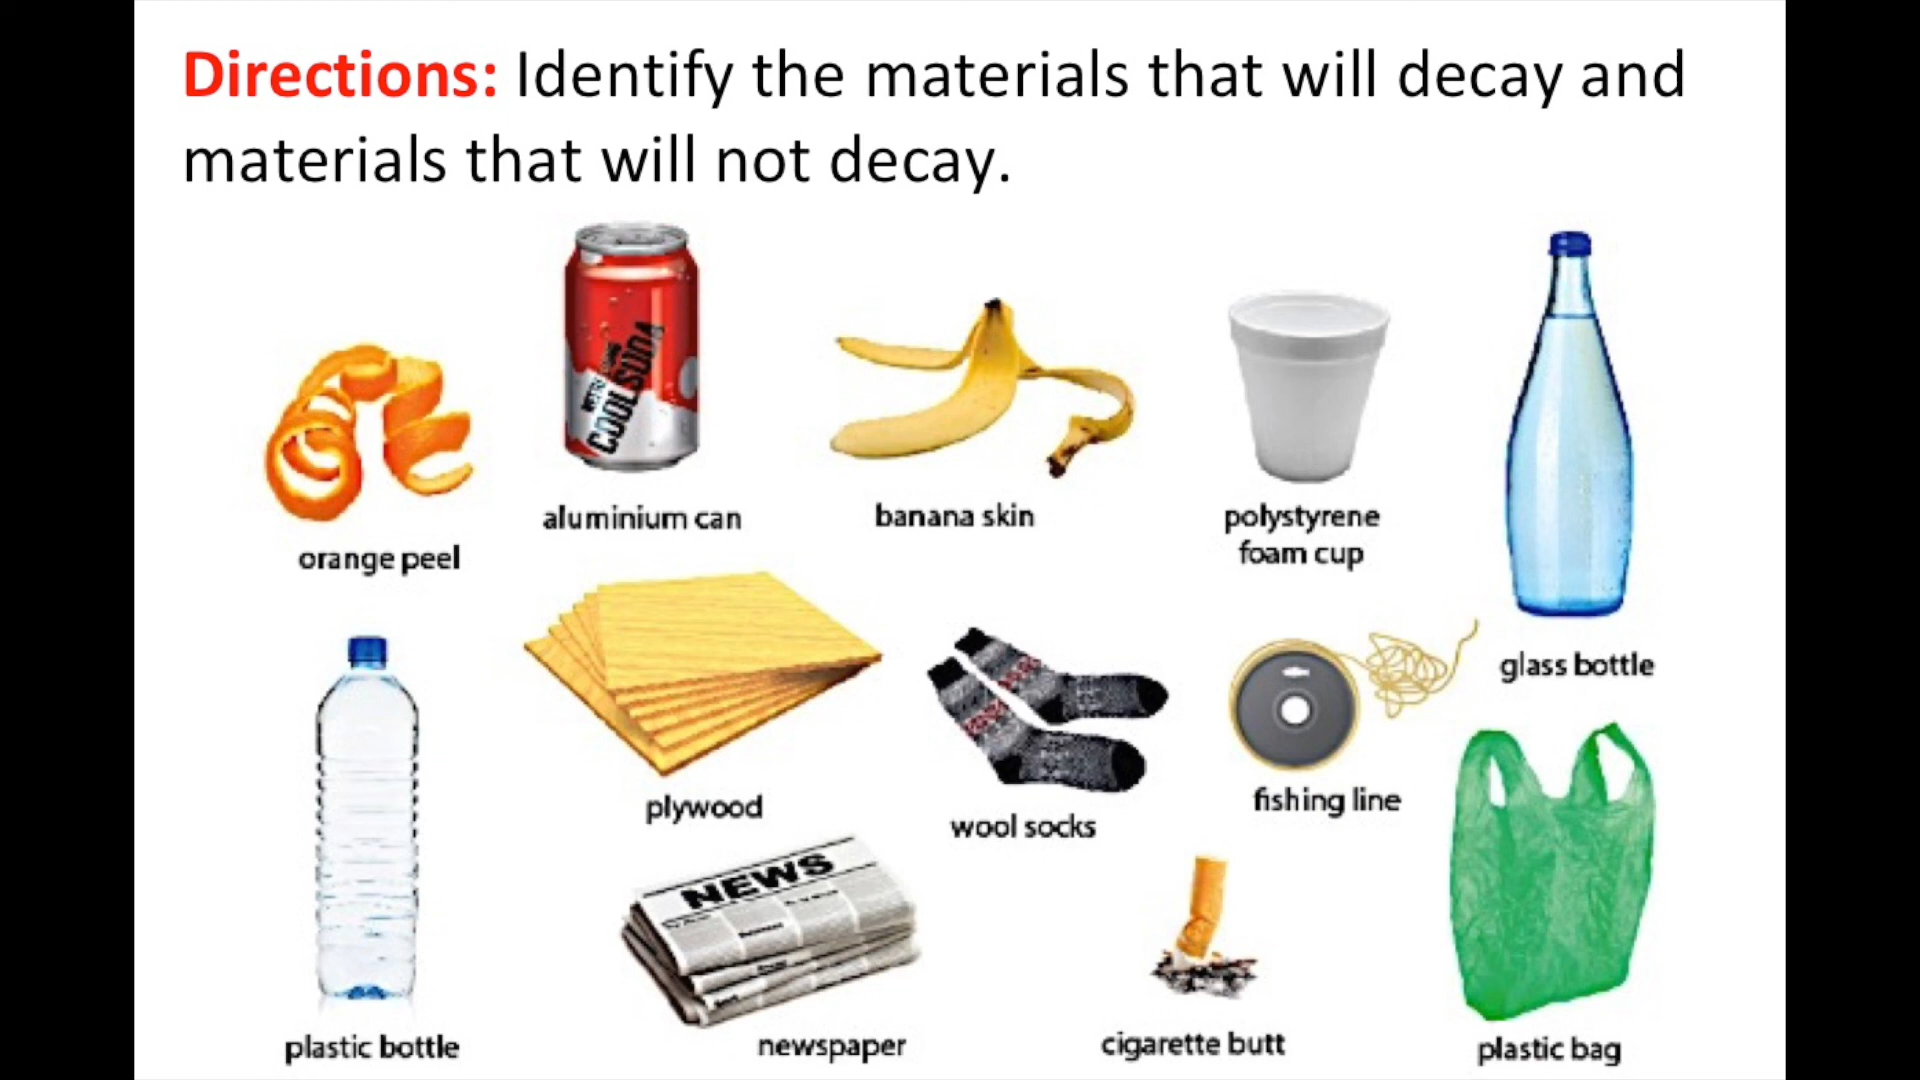 Directions: Identify the materials that will decay and
materials that will not decay.
COOLSODA
orange peel
aluminium can
banana skin
polystyrene
foam cup
glass bottle
plywood
wool socks
fishing line
NEWS
plastic bottle
newspaper
cigarette butt
plastic bag